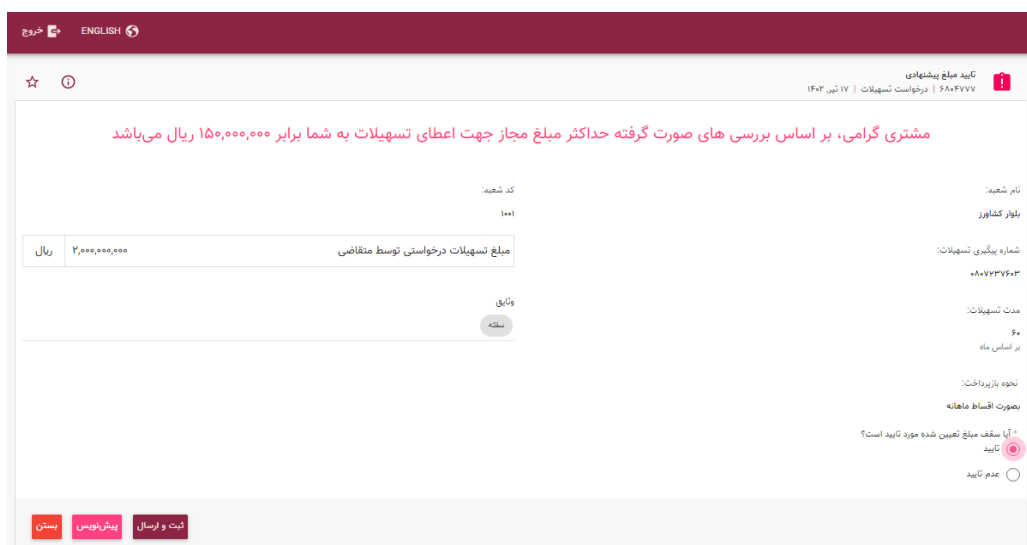 خروج
ENGLISH
تایید مبلغ پیشنهادی
۶۸۰۴۷۷۷ | درخواست تسهیلات | ۱۷ تیر, ۱۴۰۲
مشتری گرامی، بر اساس بررسی های صورت گرفته حداکثر مبلغ مجاز جهت اعطای تسهیلات به شما برابر ۱۵۰,۰۰۰,۰۰۰ ریال می‌باشد
نام شعبه:
بلوار کشاورز
کد شعبه:
۱۰۰۱
شماره پیگیری تسهیلات:
۰۸۰۷۲۳۷۶۰۳
مبلغ تسهیلات درخواستی توسط متقاضی ۲,۰۰۰,۰۰۰,۰۰۰ ریال
مدت تسهیلات:
۶۰
بر اساس ماه
وثایق
سفته
نحوه بازپرداخت:
بصورت اقساط ماهانه
* آیا سقف مبلغ تعیین شده مورد تایید است؟
تایید
عدم تایید
ثبت و ارسال
پیش‌نویس
بستن